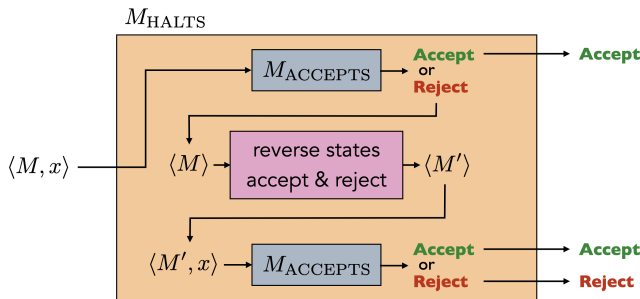 M_HALTS
M_ACCEPTS
Accept
or
Reject
Accept
⟨M, x⟩
⟨M⟩
reverse states
accept & reject
⟨M′⟩
⟨M′, x⟩
M_ACCEPTS
Accept
or
Reject
Accept
Reject